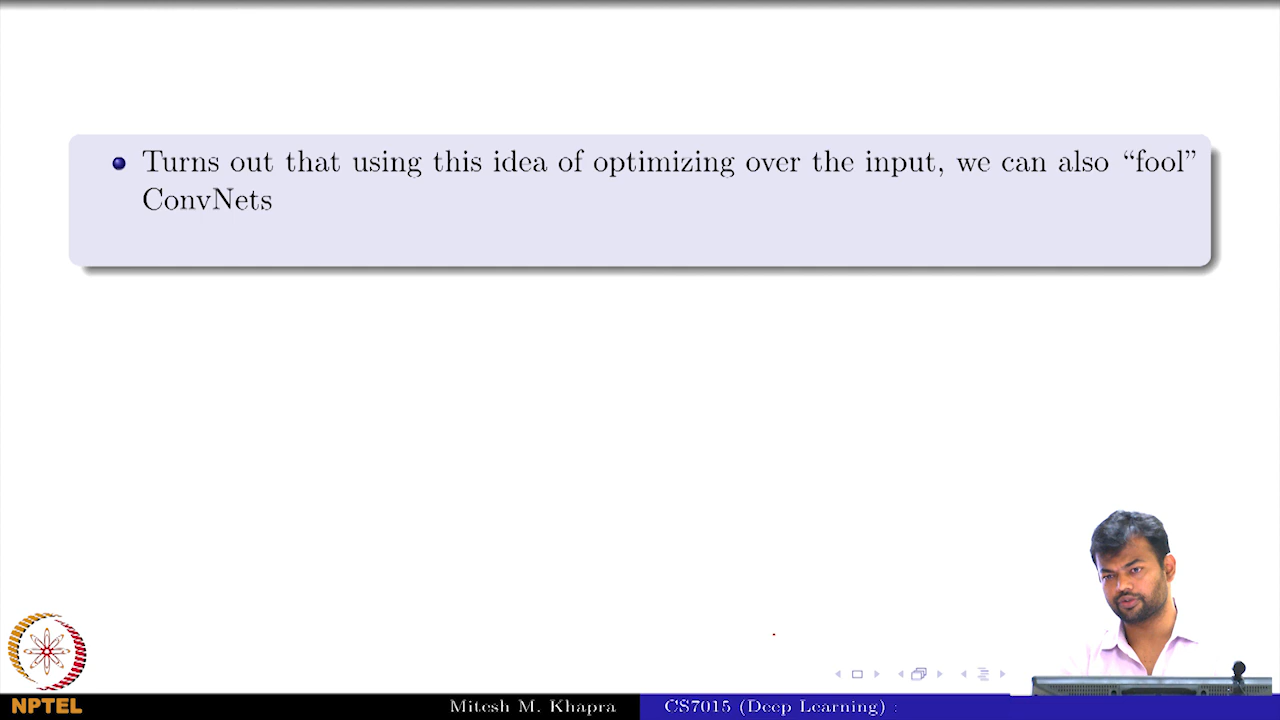 Turns out that using this idea of optimizing over the input, we can also “fool”
ConvNets
NPTEL
Mitesh M. Khapra
CS7015 (Deep Learning) :